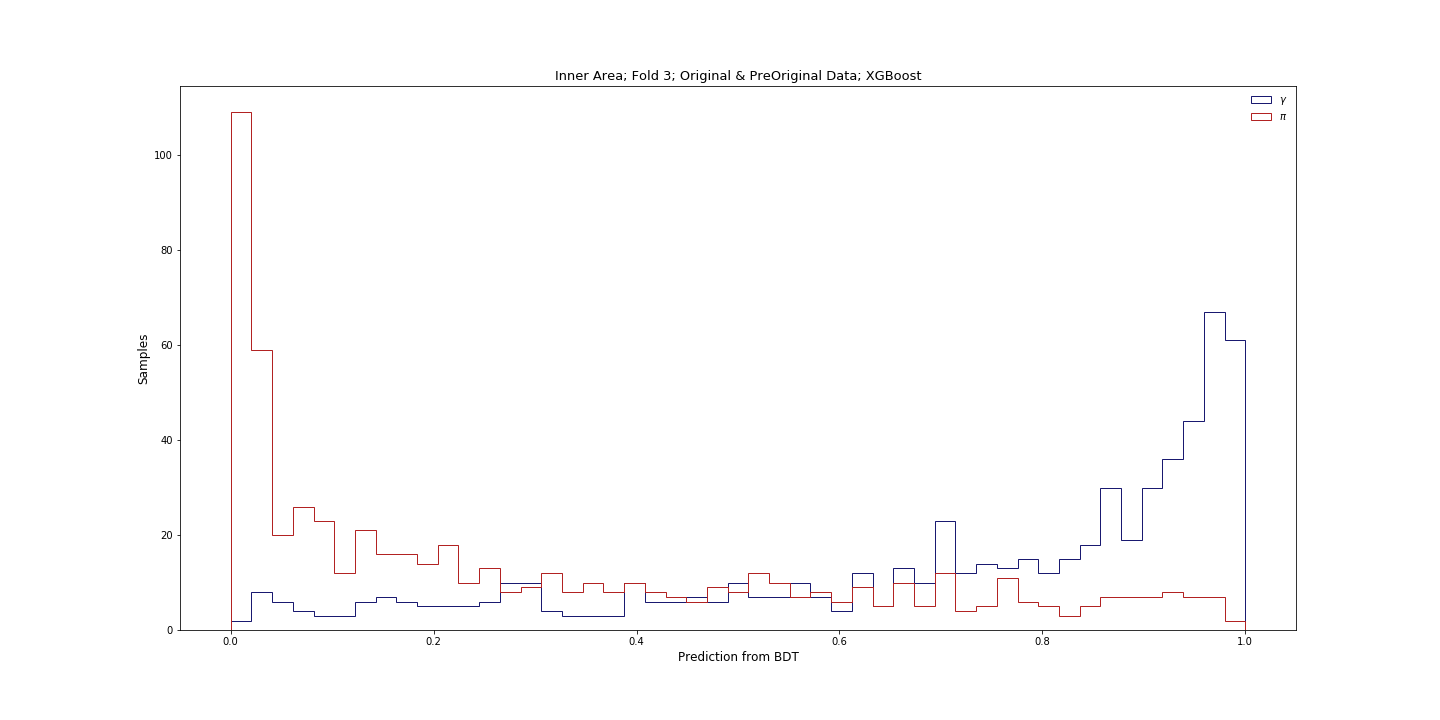 Inner Area; Fold 3; Original & PreOriginal Data; XGBoost
γ
π
100
80
60
40
20
0
Samples
0.0 0.2 0.4 0.6 0.8 1.0
Prediction from BDT